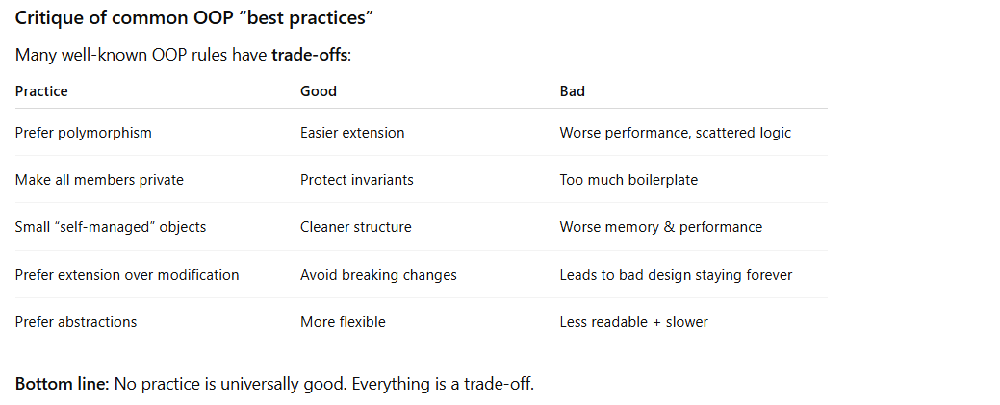 Critique of common OOP “best practices”
Many well-known OOP rules have trade-offs:
Practice Good Bad
Prefer polymorphism Easier extension Worse performance, scattered logic
Make all members private Protect invariants Too much boilerplate
Small “self-managed” objects Cleaner structure Worse memory & performance
Prefer extension over modification Avoid breaking changes Leads to bad design staying forever
Prefer abstractions More flexible Less readable + slower
Bottom line: No practice is universally good. Everything is a trade-off.